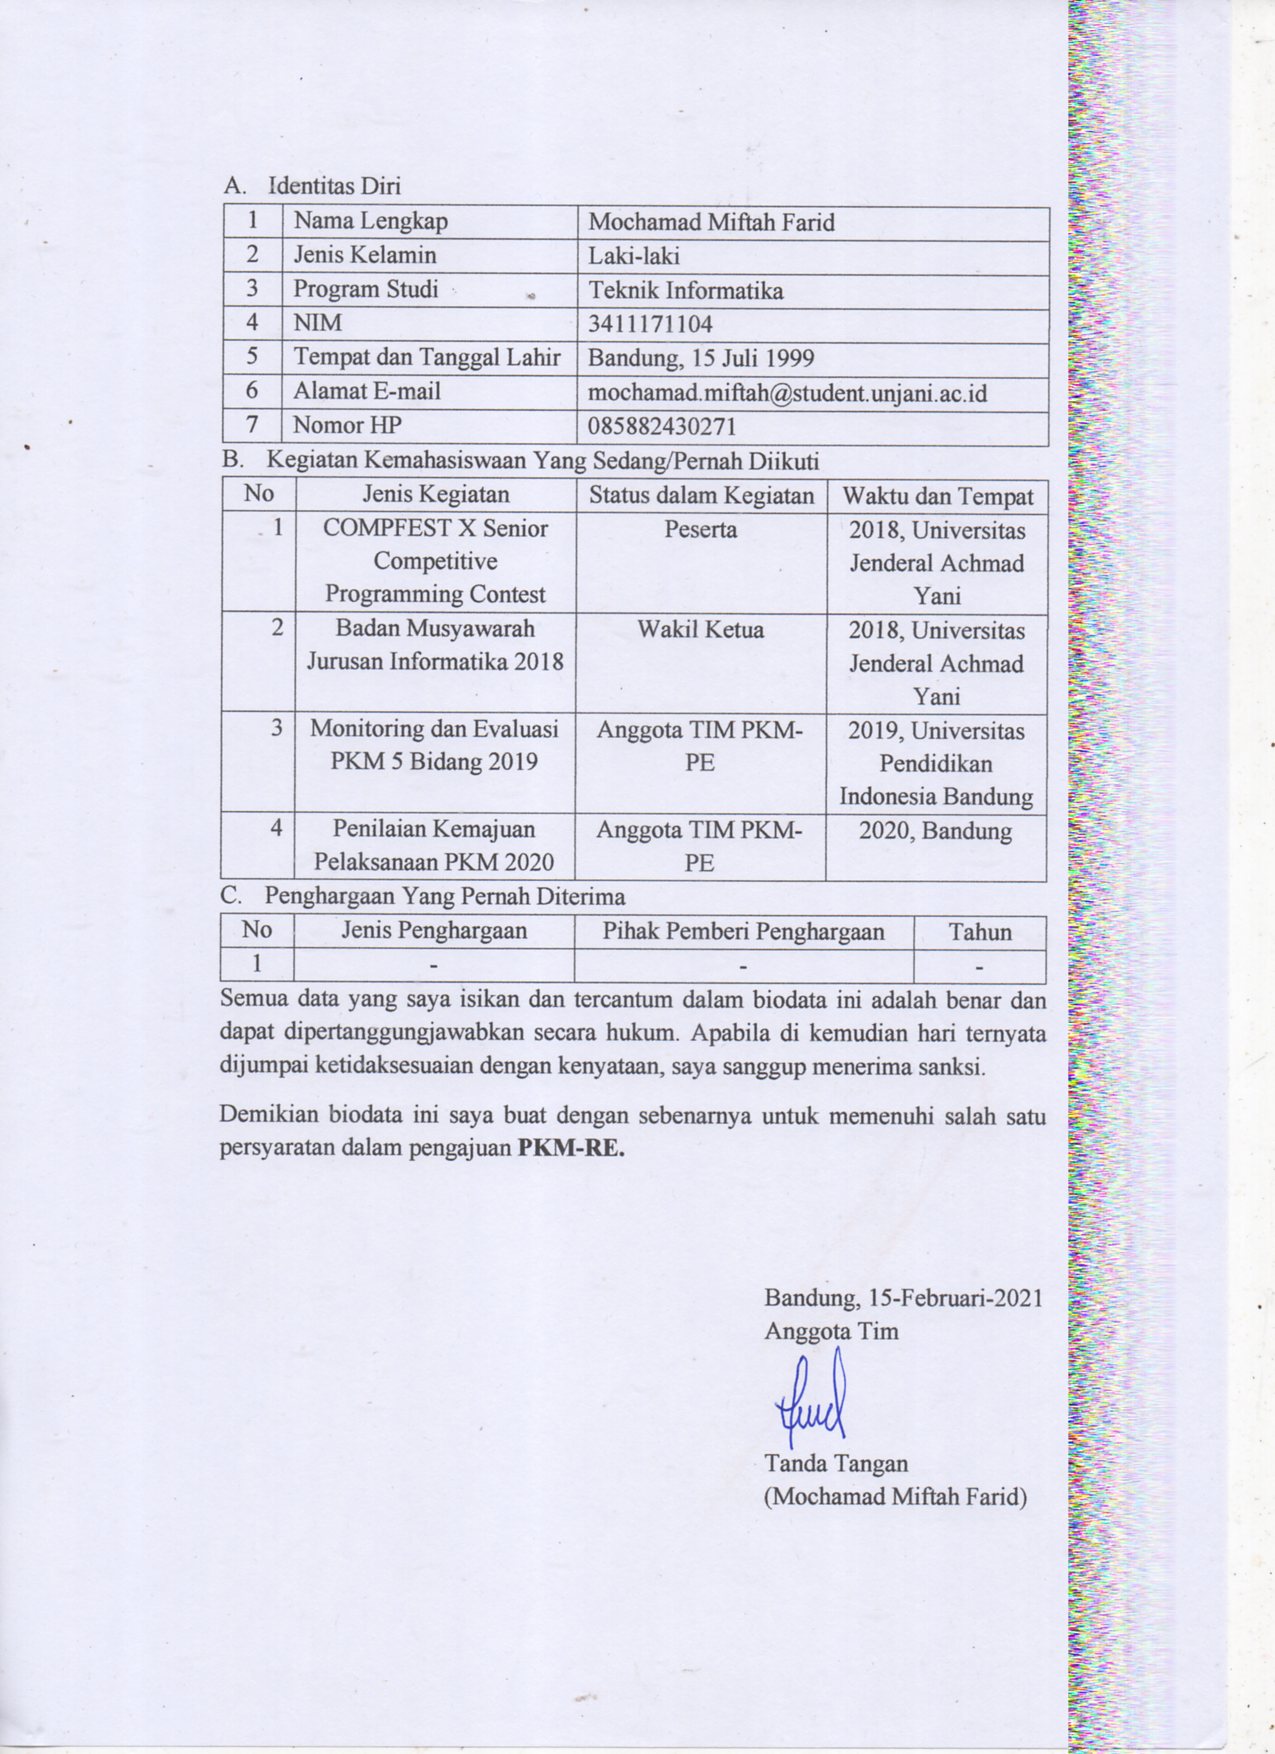 A. Identitas Diri
1 Nama Lengkap Mochamad Miftah Farid
2 Jenis Kelamin Laki-laki
3 Program Studi Teknik Informatika
4 NIM 3411171104
5 Tempat dan Tanggal Lahir Bandung, 15 Juli 1999
6 Alamat E-mail mochamad.miftah@student.unjani.ac.id
7 Nomor HP 085882430271
B. Kegiatan Kemahasiswaan Yang Sedang/Pernah Diikuti
No Jenis Kegiatan Status dalam Kegiatan Waktu dan Tempat
1 COMPFEST X Senior Peserta 2018, Universitas
Competitive Jenderal Achmad
Programming Contest Yani
2 Badan Musyawarah Wakil Ketua 2018, Universitas
Jurusan Informatika 2018 Jenderal Achmad
Yani
3 Monitoring dan Evaluasi Anggota TIM PKM- 2019, Universitas
PKM 5 Bidang 2019 PE Pendidikan
Indonesia Bandung
4 Penilaian Kemajuan Anggota TIM PKM- 2020, Bandung
Pelaksanaan PKM 2020 PE
C. Penghargaan Yang Pernah Diterima
No Jenis Penghargaan Pihak Pemberi Penghargaan Tahun
1 - - -
Semua data yang saya isikan dan tercantum dalam biodata ini adalah benar dan
dapat dipertanggungjawabkan secara hukum. Apabila di kemudian hari ternyata
dijumpai ketidaksesuaian dengan kenyataan, saya sanggup menerima sanksi.
Demikian biodata ini saya buat dengan sebenarnya untuk memenuhi salah satu
persyaratan dalam pengajuan PKM-RE.
Bandung, 15-Februari-2021
Anggota Tim
Tanda Tangan
(Mochamad Miftah Farid)